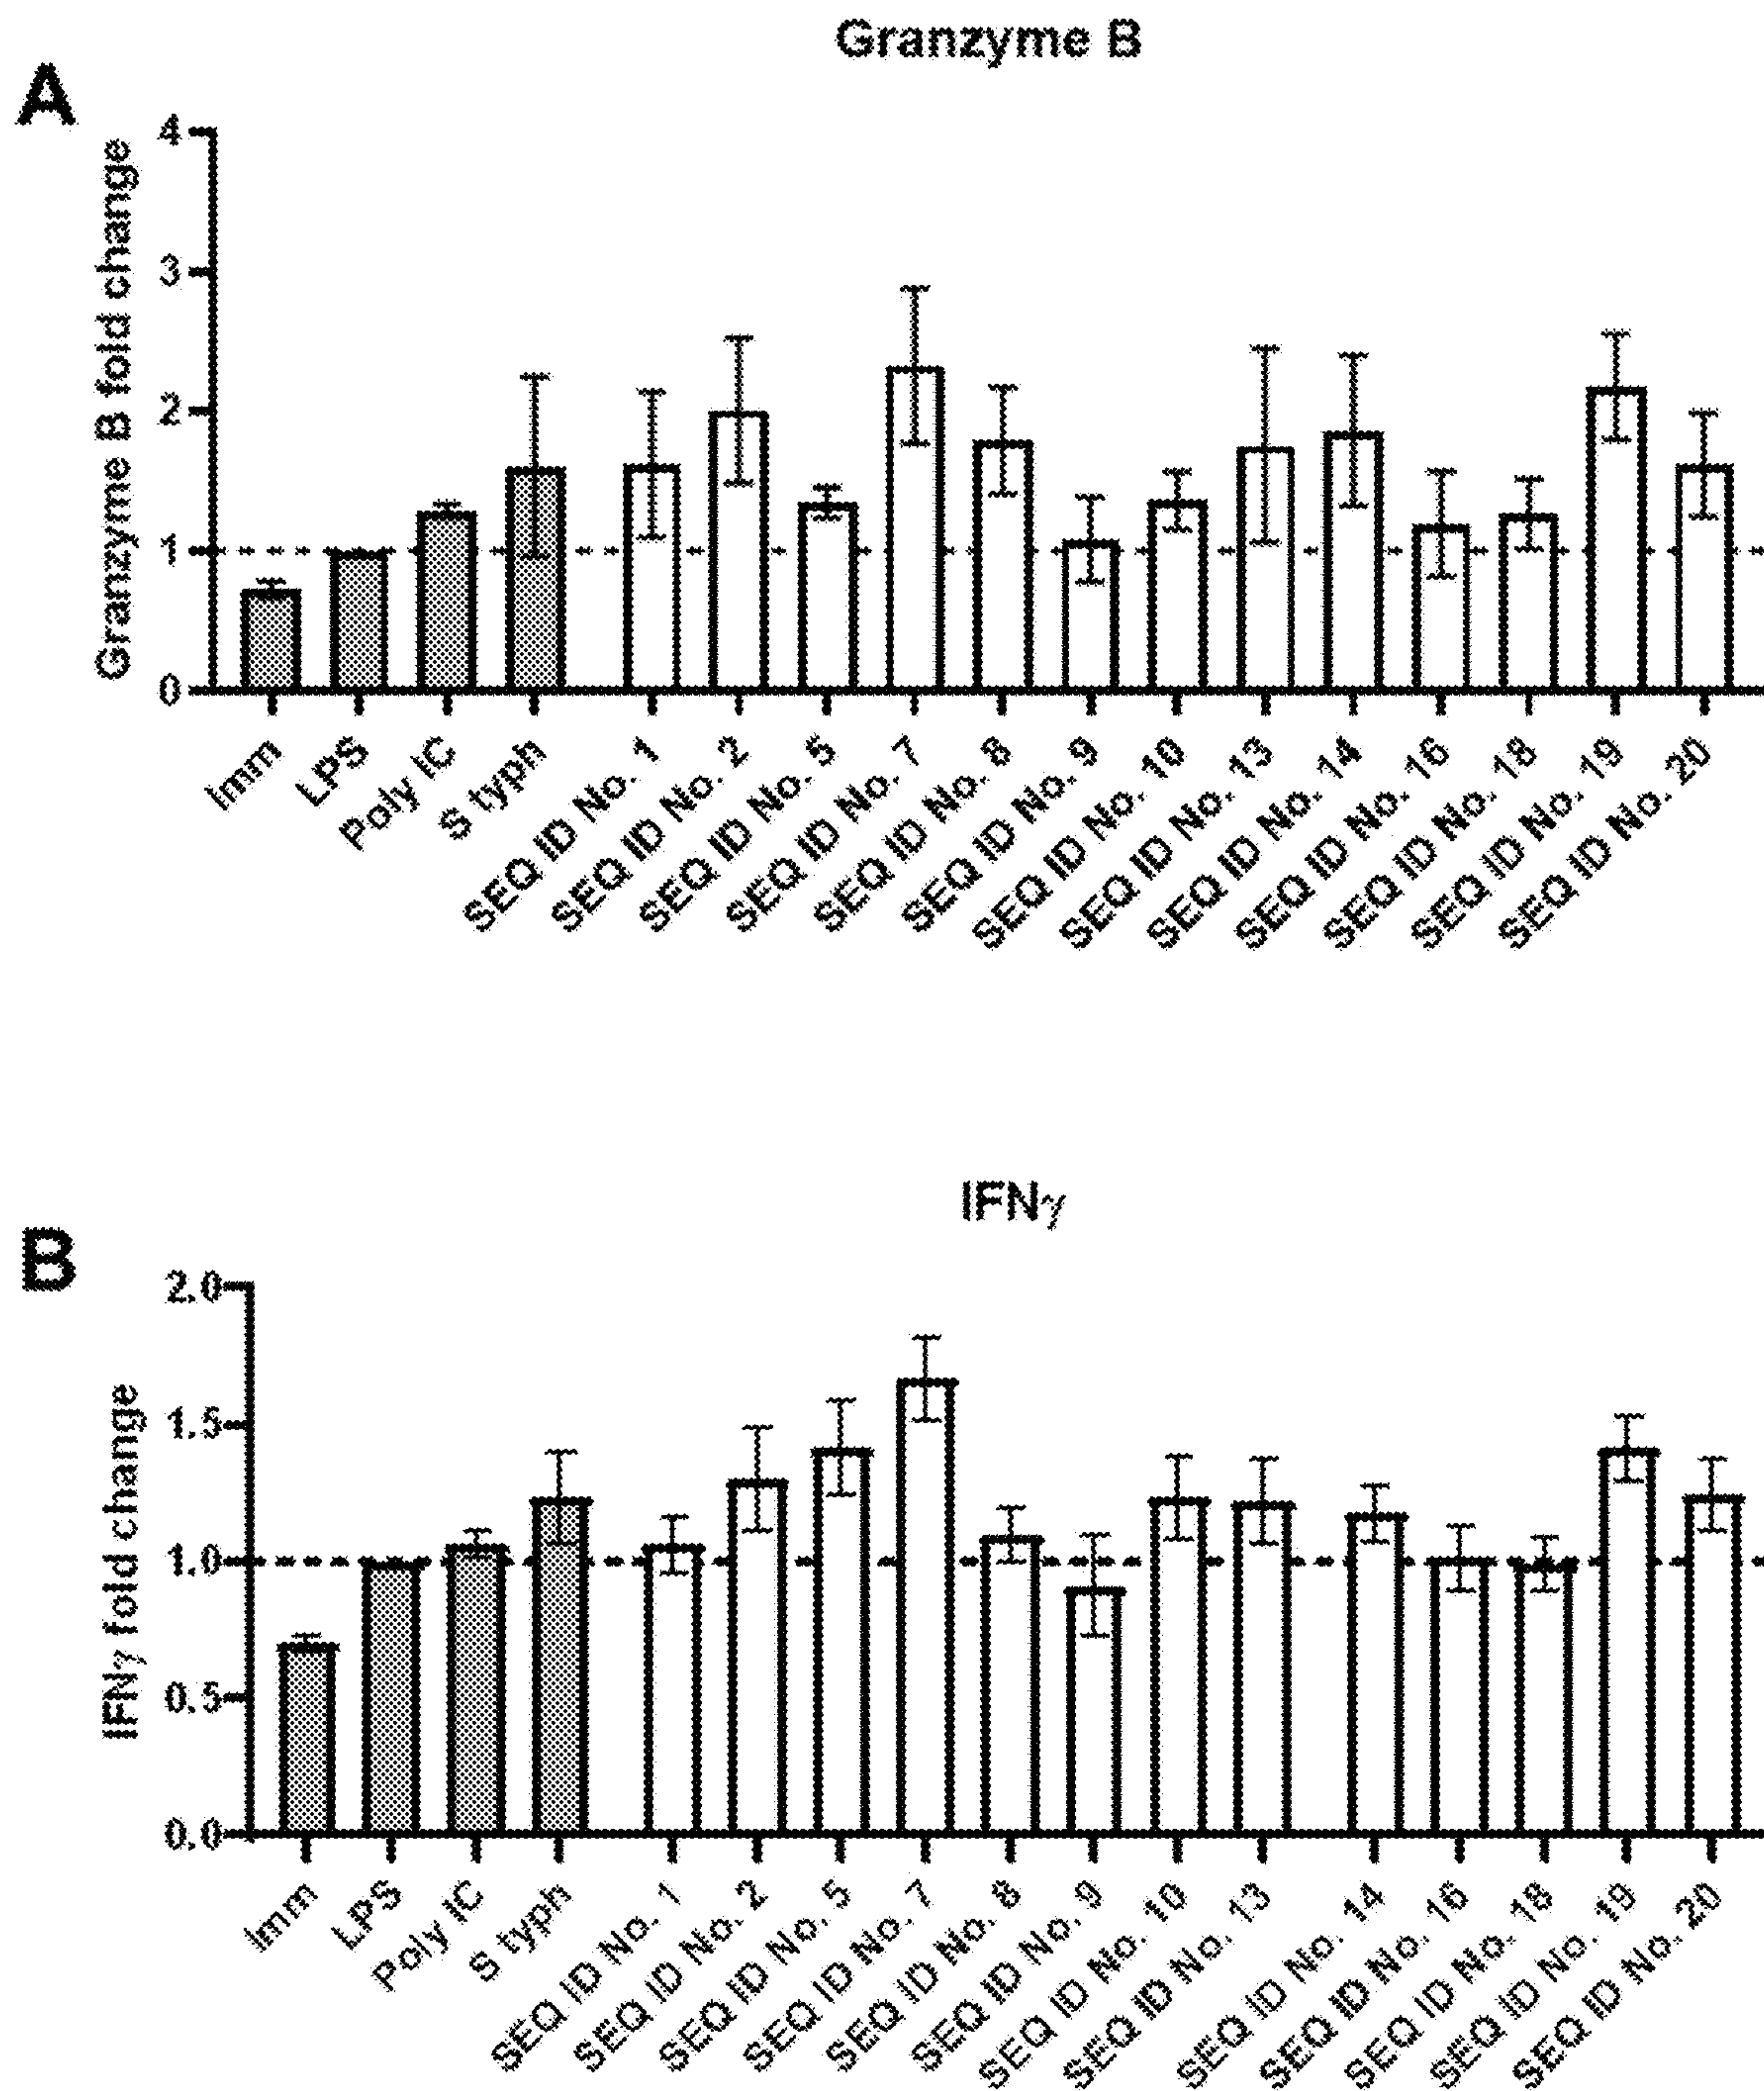 Granzyme B
A
Granzyme B fold change
4
3
2
1
0
Imm
LPS
Poly IC
S typh
SEQ ID No. 1
SEQ ID No. 2
SEQ ID No. 5
SEQ ID No. 7
SEQ ID No. 8
SEQ ID No. 9
SEQ ID No. 10
SEQ ID No. 13
SEQ ID No. 14
SEQ ID No. 16
SEQ ID No. 18
SEQ ID No. 19
SEQ ID No. 20
IFNγ
B
IFNγ fold change
2.0
1.5
1.0
0.5
0.0
Imm
LPS
Poly IC
S typh
SEQ ID No. 1
SEQ ID No. 2
SEQ ID No. 5
SEQ ID No. 7
SEQ ID No. 8
SEQ ID No. 9
SEQ ID No. 10
SEQ ID No. 13
SEQ ID No. 14
SEQ ID No. 16
SEQ ID No. 18
SEQ ID No. 19
SEQ ID No. 20